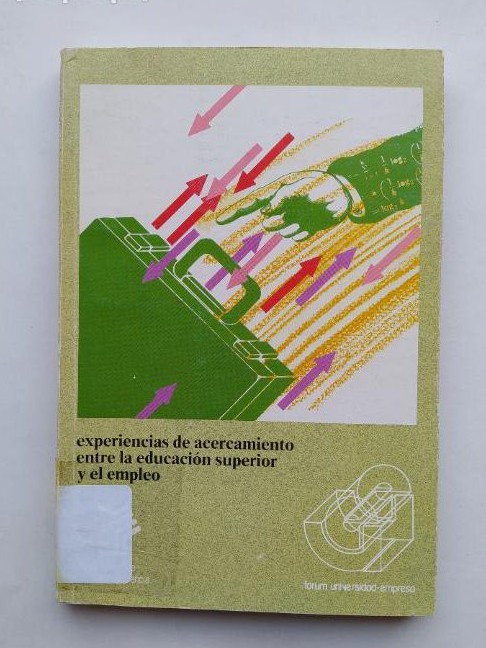 experiencias de acercamiento
entre la educación superior
y el empleo
forum universidad-empresa